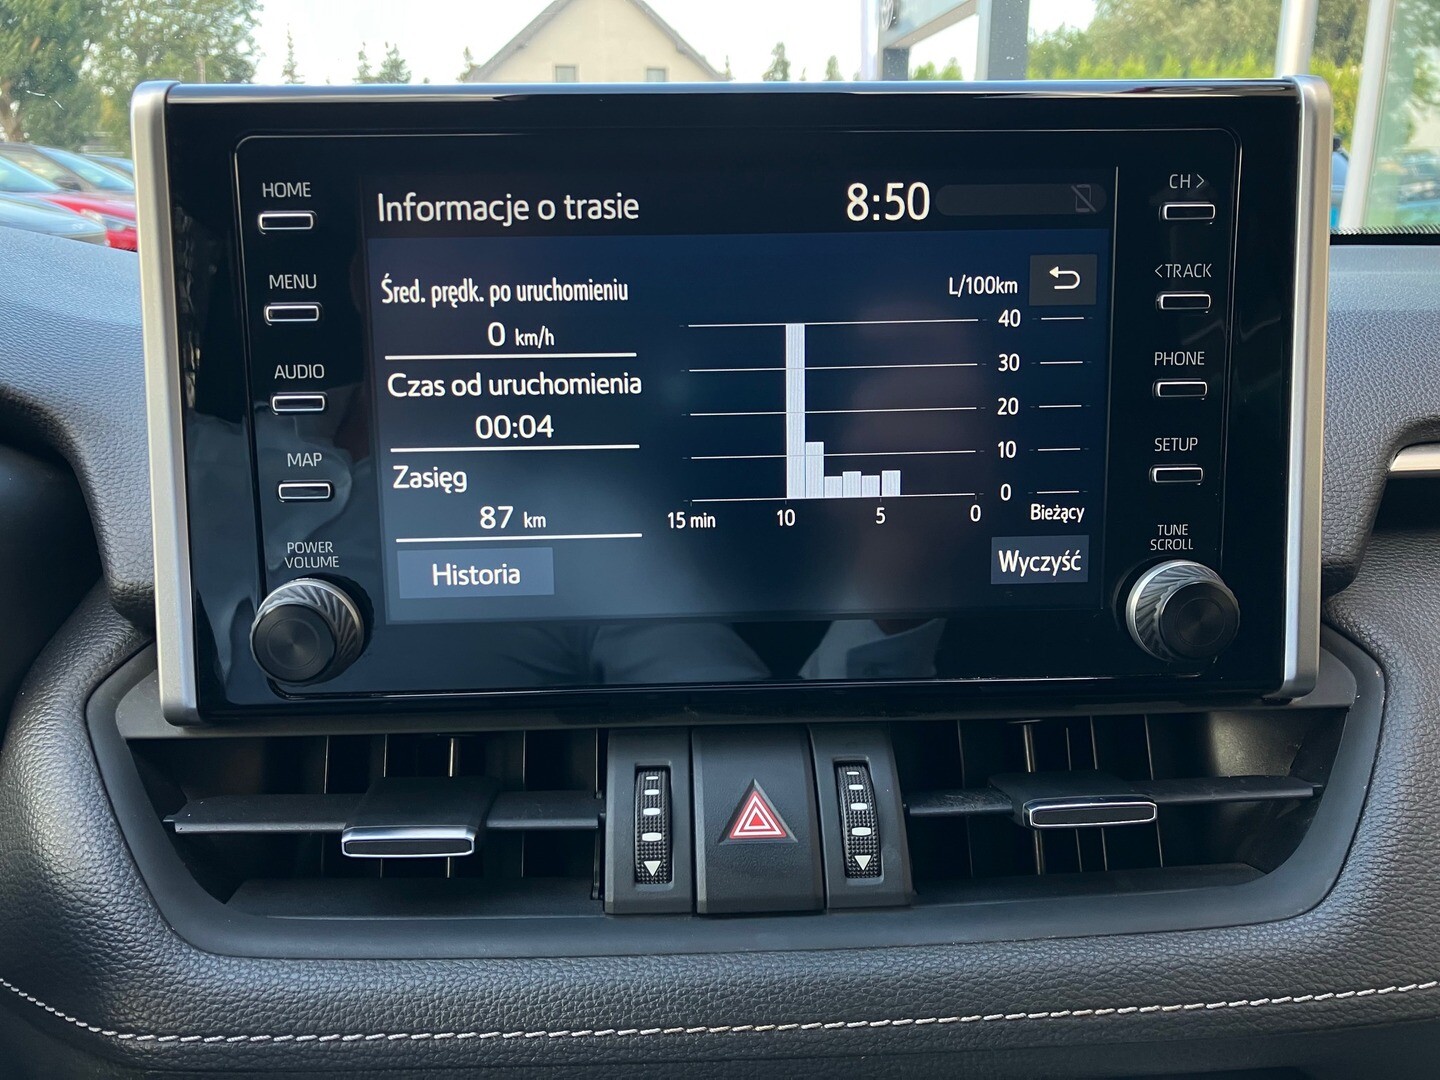 HOME
MENU
AUDIO
MAP
POWER
VOLUME
Informacje o trasie
8:50
Śred. prędk. po uruchomieniu
0 km/h
Czas od uruchomienia
00:04
Zasięg
87 km
Historia
L/100km
40
30
20
10
0
15 min
10
5
0
Bieżący
Wyczyść
CH >
< TRACK
PHONE
SETUP
TUNE
SCROLL